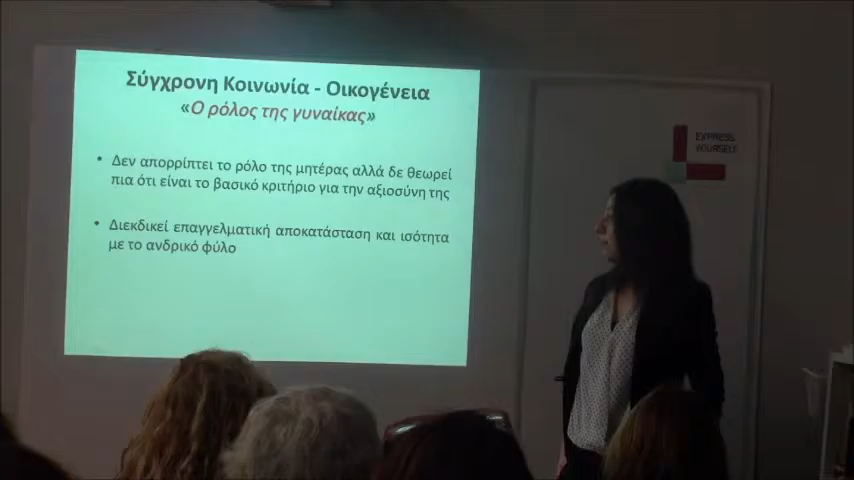 Σύγχρονη Κοινωνία - Οικογένεια
«Ο ρόλος της γυναίκας»
• Δεν απορρίπτει το ρόλο της μητέρας αλλά δε θεωρεί
πια ότι είναι το βασικό κριτήριο για την αξιοσύνη της
• Διεκδικεί επαγγελματική αποκατάσταση και ισότητα
με το ανδρικό φύλο
EXPRESS
YOURSELF